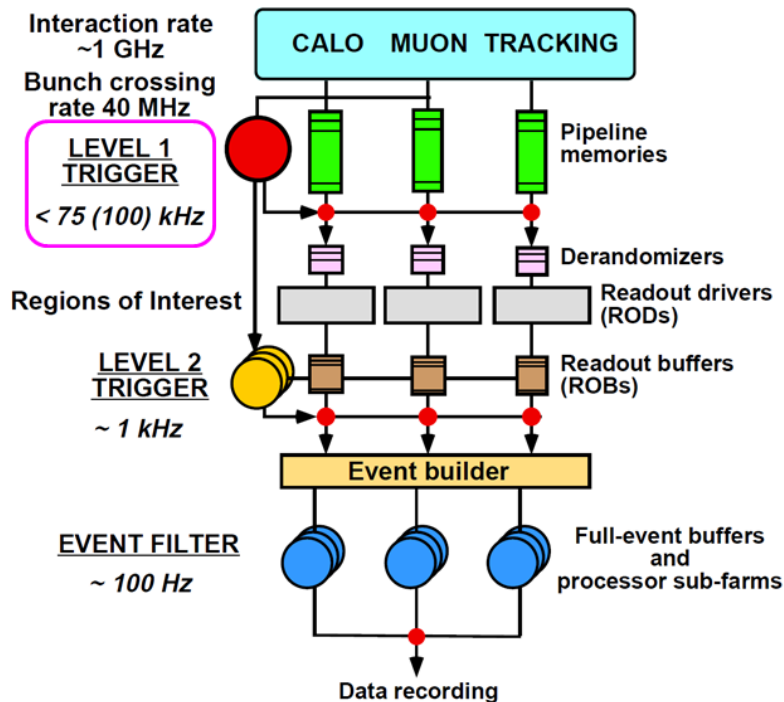 Interaction rate
~1 GHz
CALO MUON TRACKING
Bunch crossing
rate 40 MHz
LEVEL 1
TRIGGER
< 75 (100) kHz
Pipeline
memories
Derandomizers
Regions of Interest
Readout drivers
(RODs)
LEVEL 2
TRIGGER
~ 1 kHz
Readout buffers
(ROBs)
Event builder
EVENT FILTER
~ 100 Hz
Full-event buffers
and
processor sub-farms
Data recording